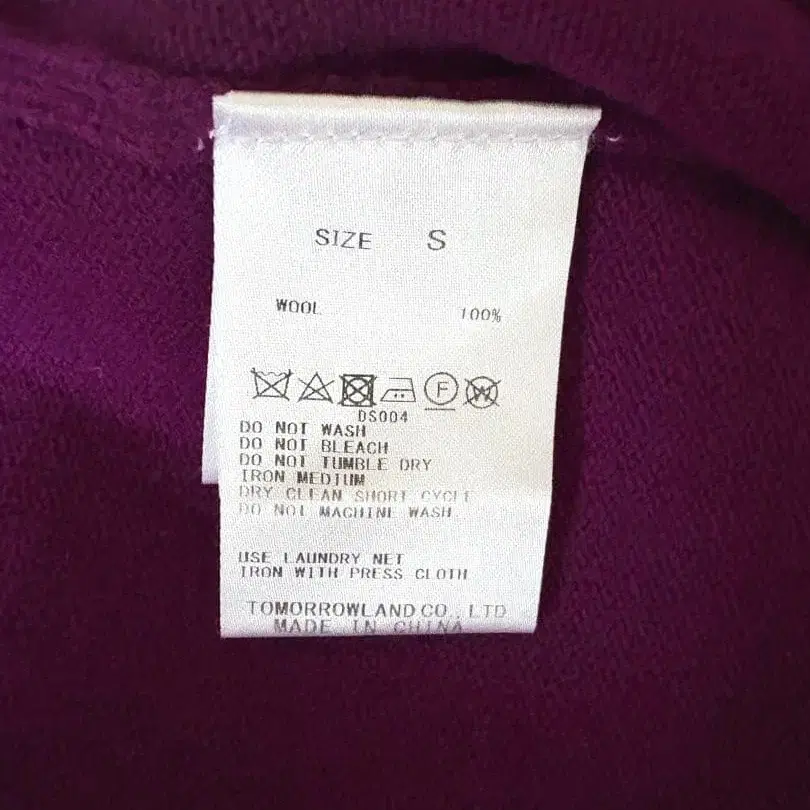 SIZE S
WOOL 100%
F W
DS004
DO NOT WASH
DO NOT BLEACH
DO NOT TUMBLE DRY
IRON MEDIUM
DRY CLEAN SHORT CYCLE
DO NOT MACHINE WASH
USE LAUNDRY NET
IRON WITH PRESS CLOTH
TOMORROWLAND CO., LTD
MADE IN CHINA